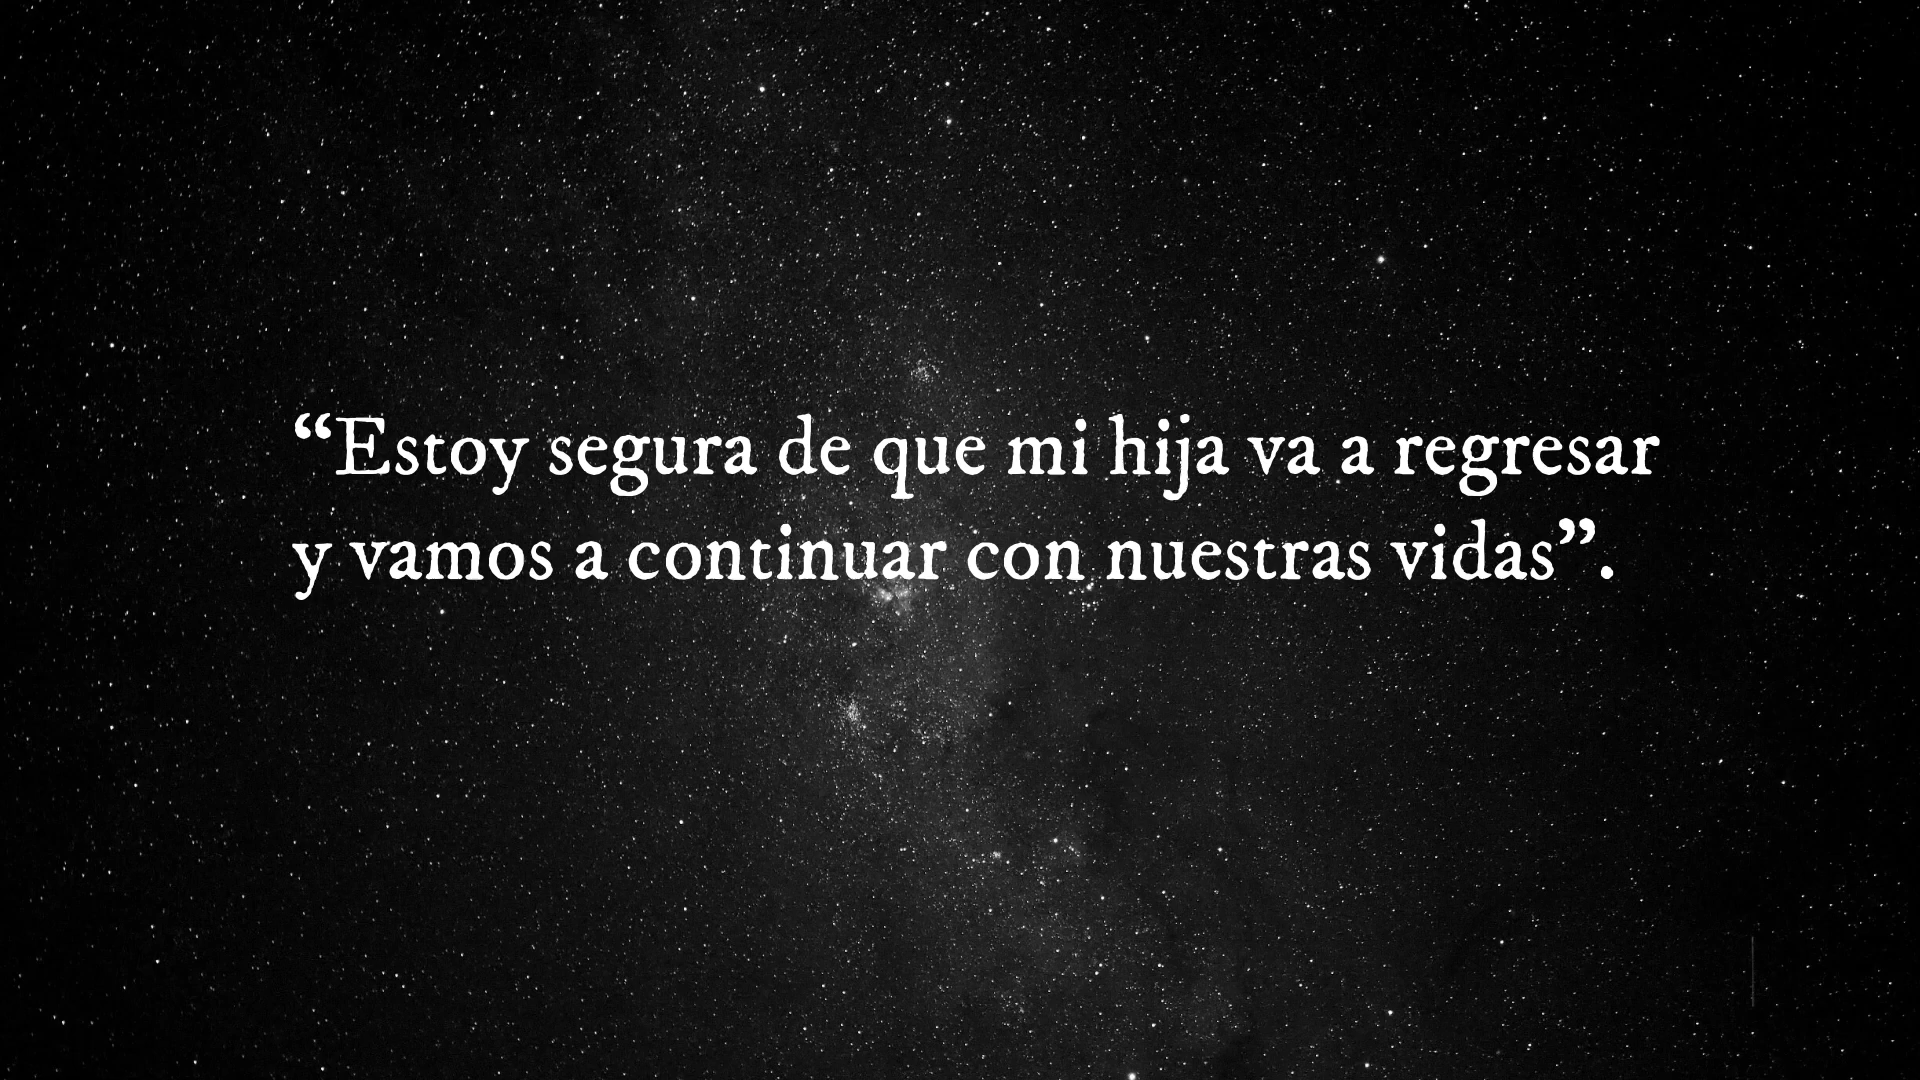 “Estoy segura de que mi hija va a regresar
y vamos a continuar con nuestras vidas”.